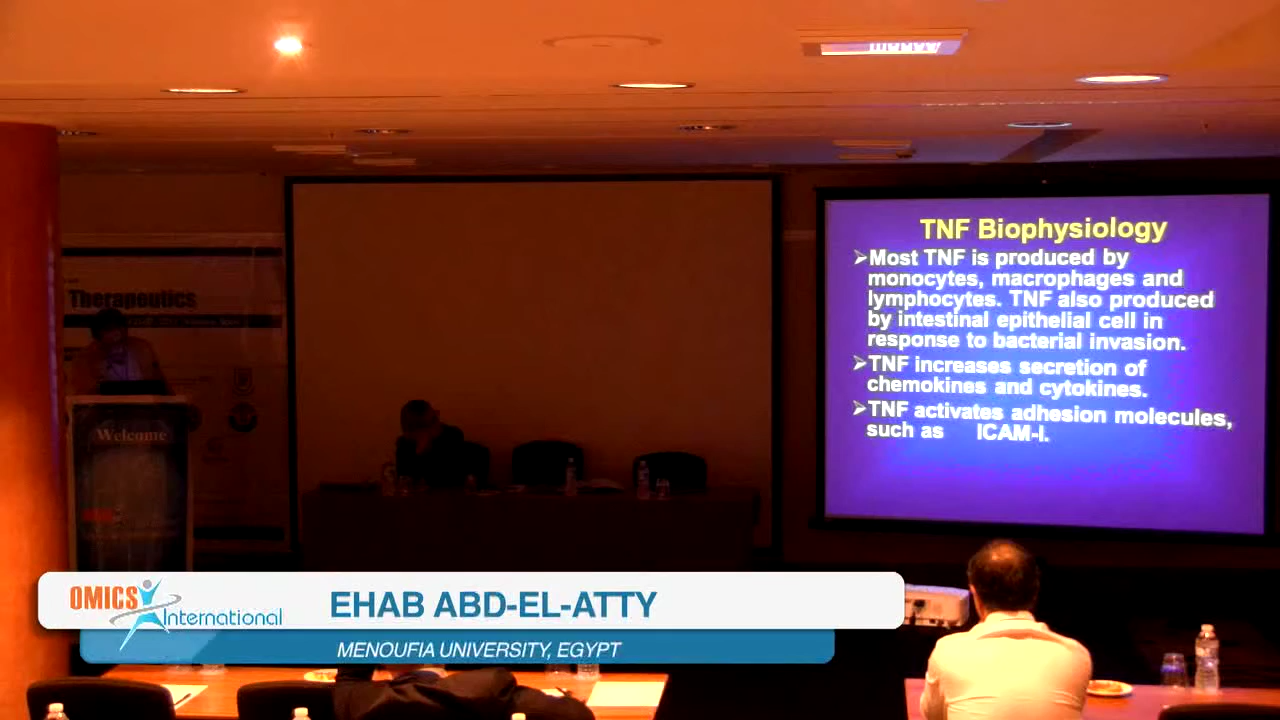 TNF Biophysiology
➢Most TNF is produced by
monocytes, macrophages and
lymphocytes. TNF also produced
by intestinal epithelial cell in
response to bacterial invasion.
➢TNF increases secretion of
chemokines and cytokines.
➢TNF activates adhesion molecules,
such as ICAM-I.
Therapeutics
Welcome
OMICS International
EHAB ABD-EL-ATTY
MENOUFIA UNIVERSITY, EGYPT